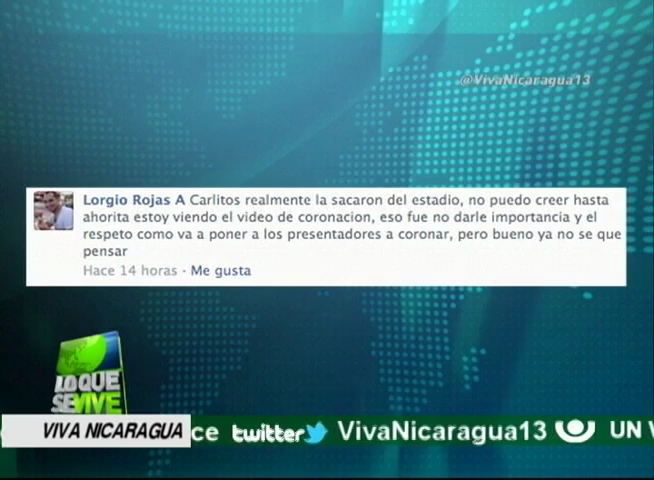 @VivaNicaragua13
Lorgio Rojas A Carlitos realmente la sacaron del estadio, no puedo creer hasta
ahorita estoy viendo el video de coronacion, eso fue no darle importancia y el
respeto como va a poner a los presentadores a coronar, pero bueno ya no se que
pensar
Hace 14 horas · Me gusta
LO QUE
SE VIVE
VIVA NICARAGUA
ce twitter VivaNicaragua13 UN V